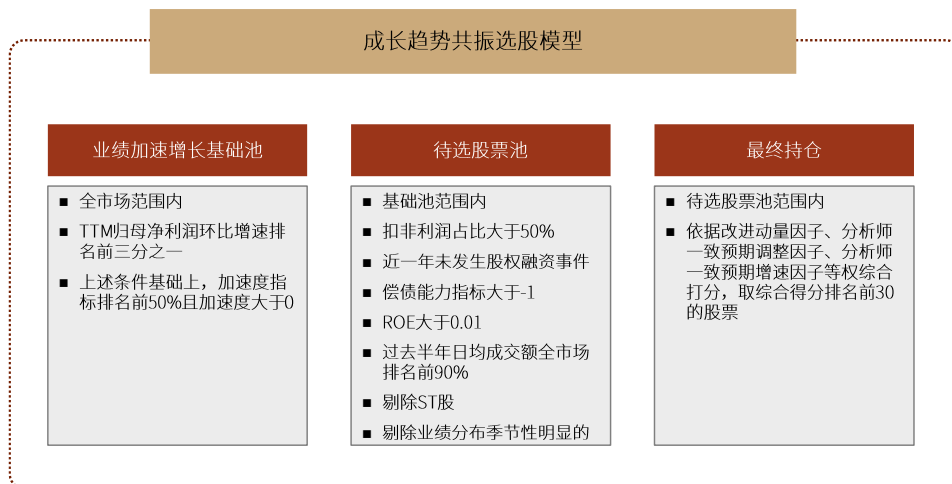 成长趋势共振选股模型
业绩加速增长基础池
■ 全市场范围内
■ TTM归母净利润环比增速排
名前三分之一
■ 上述条件基础上，加速度指
标排名前50%且加速度大于0
待选股票池
■ 基础池范围内
■ 扣非利润占比大于50%
■ 近一年未发生股权融资事件
■ 偿债能力指标大于-1
■ ROE大于0.01
■ 过去半年日均成交额全市场
排名前90%
■ 剔除ST股
■ 剔除业绩分布季节性明显的
最终持仓
■ 待选股票池范围内
■ 依据改进动量因子、分析师
一致预期调整因子、分析师
一致预期增速因子等权综合
打分，取综合得分排名前30
的股票